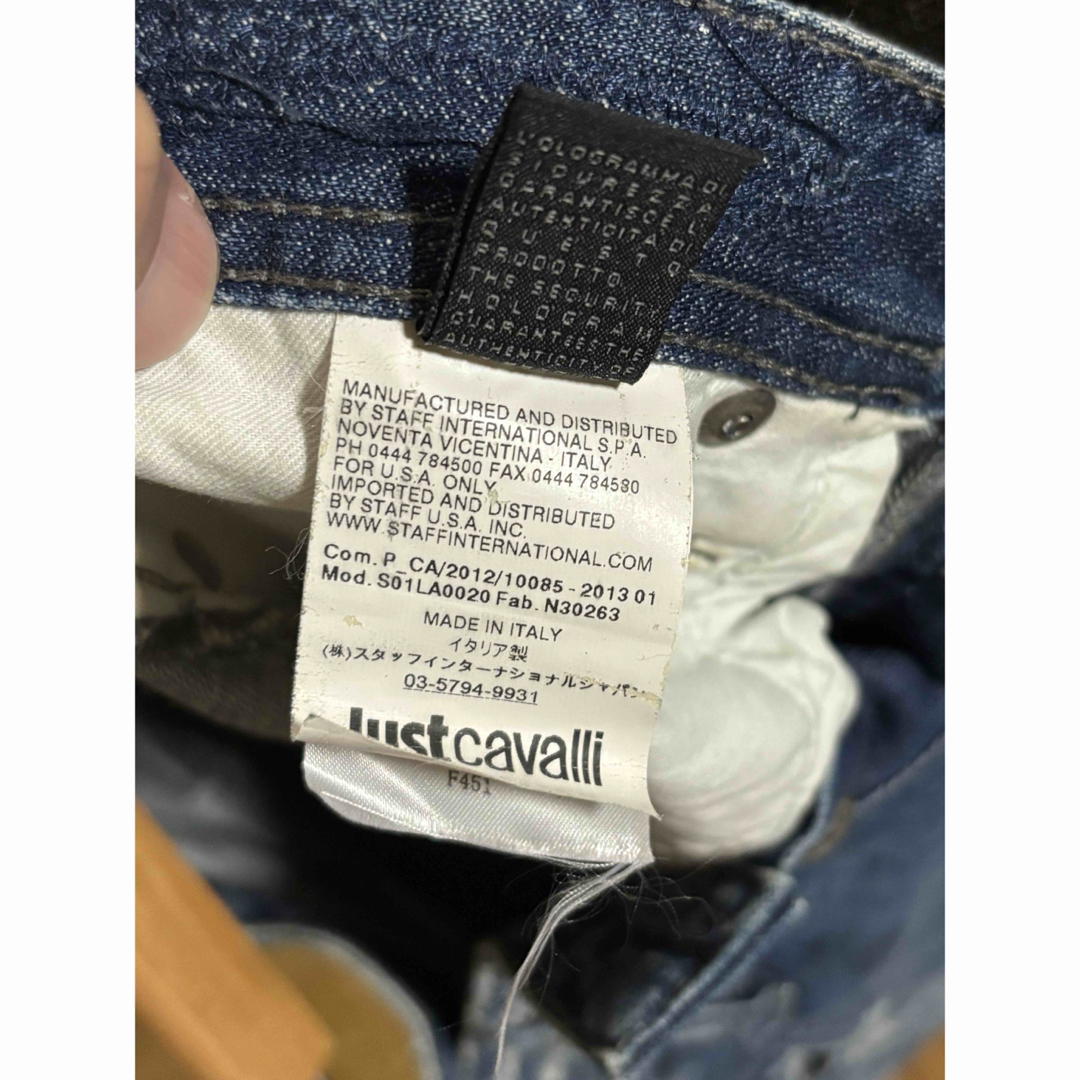 L'OLOGRAMMA DI
SICUREZZA
GARANTISCE L'
AUTENTICITA DI
QUESTO
PRODOTTO
THE SECURITY
HOLOGRAM
GUARANTEE THE
AUTHENTICITY OF
MANUFACTURED AND DISTRIBUTED
BY STAFF INTERNATIONAL S.P.A.
NOVENTA VICENTINA - ITALY
PH 0444 784500 FAX 0444 784580
FOR U.S.A. ONLY
IMPORTED AND DISTRIBUTED
BY STAFF U.S.A. INC.
WWW.STAFFINTERNATIONAL.COM
Com. P_CA/2012/10085 - 2013 01
Mod. S01LA0020 Fab. N30263
MADE IN ITALY
イタリア製
(株)スタッフインターナショナルジャパン
03-5794-9931
Justcavalli
F451